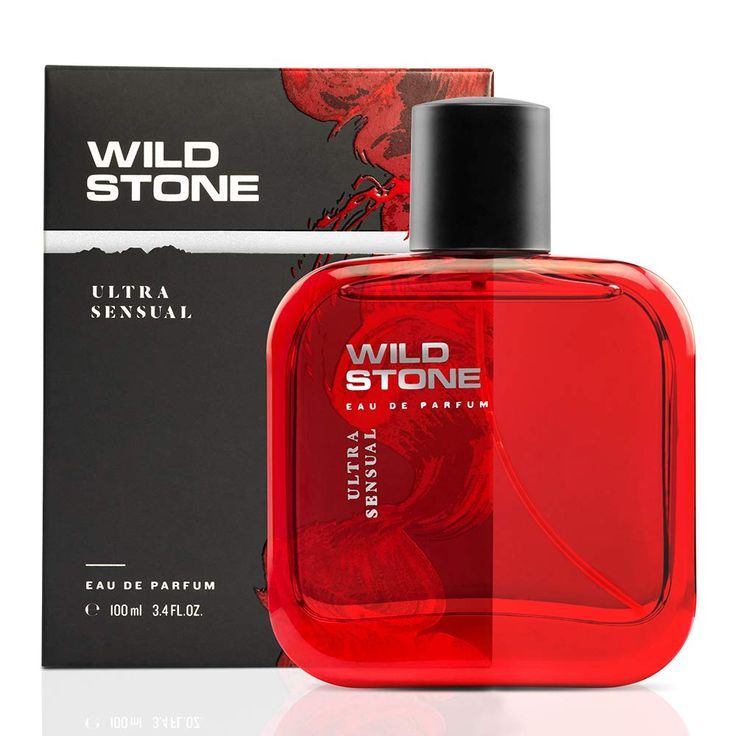 WILD
STONE
ULTRA
SENSUAL
EAU DE PARFUM
℮ 100 ml 3.4 FL.OZ.
WILD
STONE
EAU DE PARFUM
ULTRA
SENSUAL